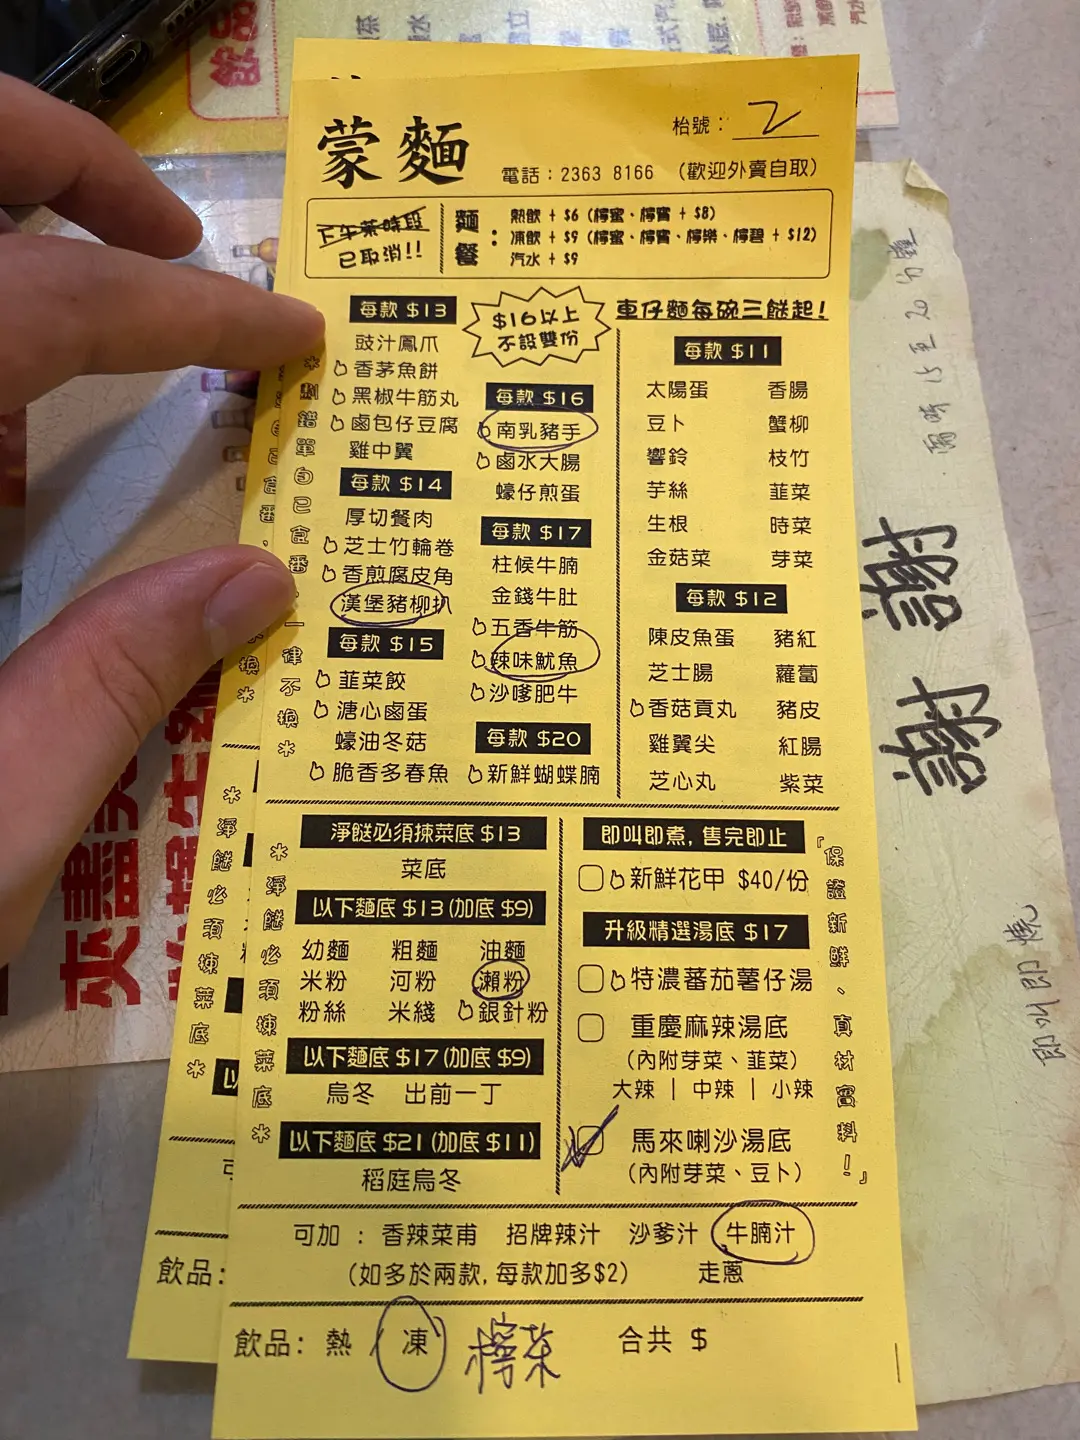 蒙麵
枱號： 2
電話：2363 8166 （歡迎外賣自取）
下午茶時段
已取消!!
麵餐：
熱飲 + $6 (檸蜜、檸賓 + $8)
凍飲 + $9 (檸蜜、檸賓、檸樂、檸碧 + $12)
汽水 + $9
每款 $13
豉汁鳳爪
香茅魚餅
黑椒牛筋丸
鹵包仔豆腐
雞中翼
每款 $14
厚切餐肉
芝士竹輪卷
香煎腐皮角
漢堡豬柳扒
每款 $15
韮菜餃
溏心鹵蛋
蠔油冬菇
脆香多春魚
$16以上
不設雙份
每款 $16
南乳豬手
鹵水大腸
蠔仔煎蛋
每款 $17
柱候牛腩
金錢牛肚
五香牛筋
辣味魷魚
沙嗲肥牛
每款 $20
新鮮蝴蝶腩
車仔麵每碗三餸起!
每款 $11
太陽蛋 香腸
豆卜 蟹柳
響鈴 枝竹
芋絲 韮菜
生根 時菜
金菇菜 芽菜
每款 $12
陳皮魚蛋 豬紅
芝士腸 蘿蔔
香菇貢丸 豬皮
雞翼尖 紅腸
芝心丸 紫菜
淨餸必須揀菜底 $13
菜底
以下麵底 $13 (加底 $9)
幼麵 粗麵 油麵
米粉 河粉 瀨粉
粉絲 米綫 銀針粉
以下麵底 $17 (加底 $9)
烏冬 出前一丁
以下麵底 $21 (加底 $11)
稻庭烏冬
*淨餸必須揀菜底*
即叫即煮, 售完即止
新鮮花甲 $40/份
升級精選湯底 $17
特濃蕃茄薯仔湯
重慶麻辣湯底
(內附芽菜、韮菜)
大辣 | 中辣 | 小辣
馬來喇沙湯底
(內附芽菜、豆卜)
「保證新鮮、真材實料！」
可加 : 香辣菜甫 招牌辣汁 沙爹汁 牛腩汁
(如多於兩款, 每款加多$2) 走蔥
飲品: 熱 / 凍 檸茶 合共 $
飲品:
*淨餸必須揀菜底*
飲品